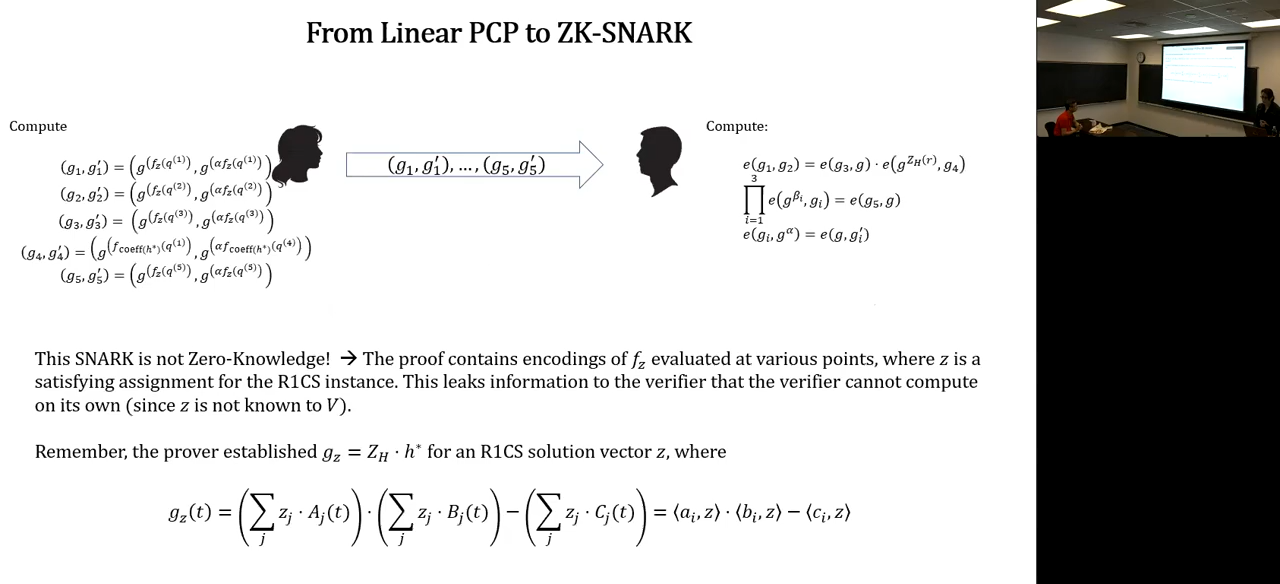 From Linear PCP to ZK-SNARK
Compute
(g₁, g₁′) = (g^(f_z(q^(1))), g^(αf_z(q^(1))))
(g₂, g₂′) = (g^(f_z(q^(2))), g^(αf_z(q^(2))))
(g₃, g₃′) = (g^(f_z(q^(3))), g^(αf_z(q^(3))))
(g₄, g₄′) = (g^(f_coeff(h*)(q^(1))), g^(αf_coeff(h*)(q^(4))))
(g₅, g₅′) = (g^(f_z(q^(5))), g^(αf_z(q^(5))))
(g₁, g₁′), …, (g₅, g₅′)
Compute:
e(g₁, g₂) = e(g₃, g) · e(g^(Z_H(r)), g₄)
∏_{i=1}^{3} e(g^(β_i), g_i) = e(g₅, g)
e(g_i, g^α) = e(g, g_i′)
This SNARK is not Zero-Knowledge! → The proof contains encodings of f_z evaluated at various points, where z is a
satisfying assignment for the R1CS instance. This leaks information to the verifier that the verifier cannot compute
on its own (since z is not known to V).
Remember, the prover established g_z = Z_H · h* for an R1CS solution vector z, where
g_z(t) = (∑_j z_j · A_j(t)) · (∑_j z_j · B_j(t)) − (∑_j z_j · C_j(t)) = ⟨a_i, z⟩ · ⟨b_i, z⟩ − ⟨c_i, z⟩